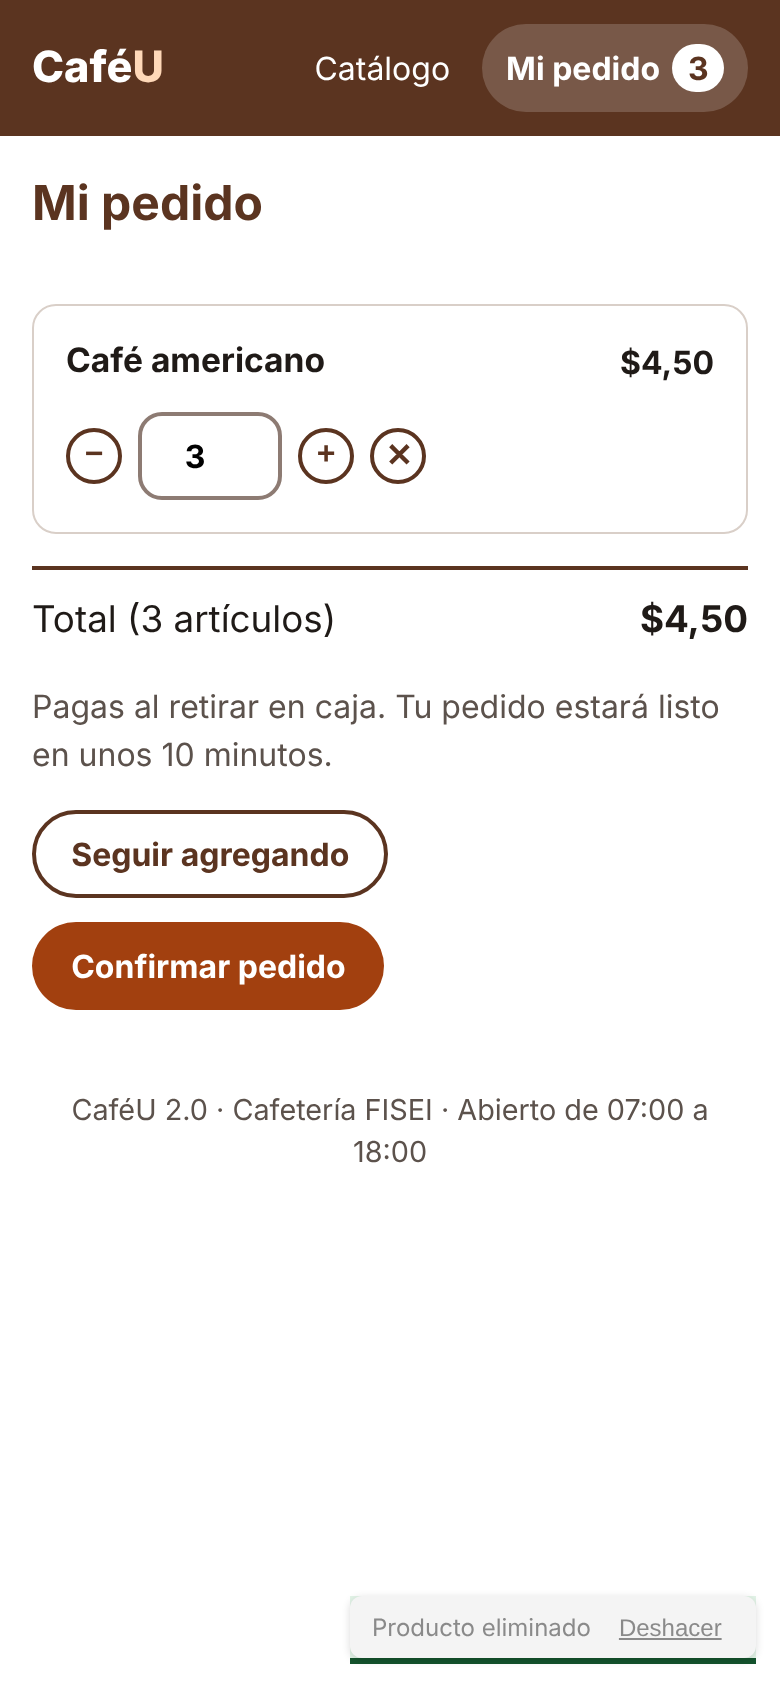 CaféU
Catálogo
Mi pedido 3
Mi pedido
Café americano
$4,50
− 3 + ×
Total (3 artículos)
$4,50
Pagas al retirar en caja. Tu pedido estará listo
en unos 10 minutos.
Seguir agregando
Confirmar pedido
CaféU 2.0 · Cafetería FISEI · Abierto de 07:00 a
18:00
Producto eliminado Deshacer